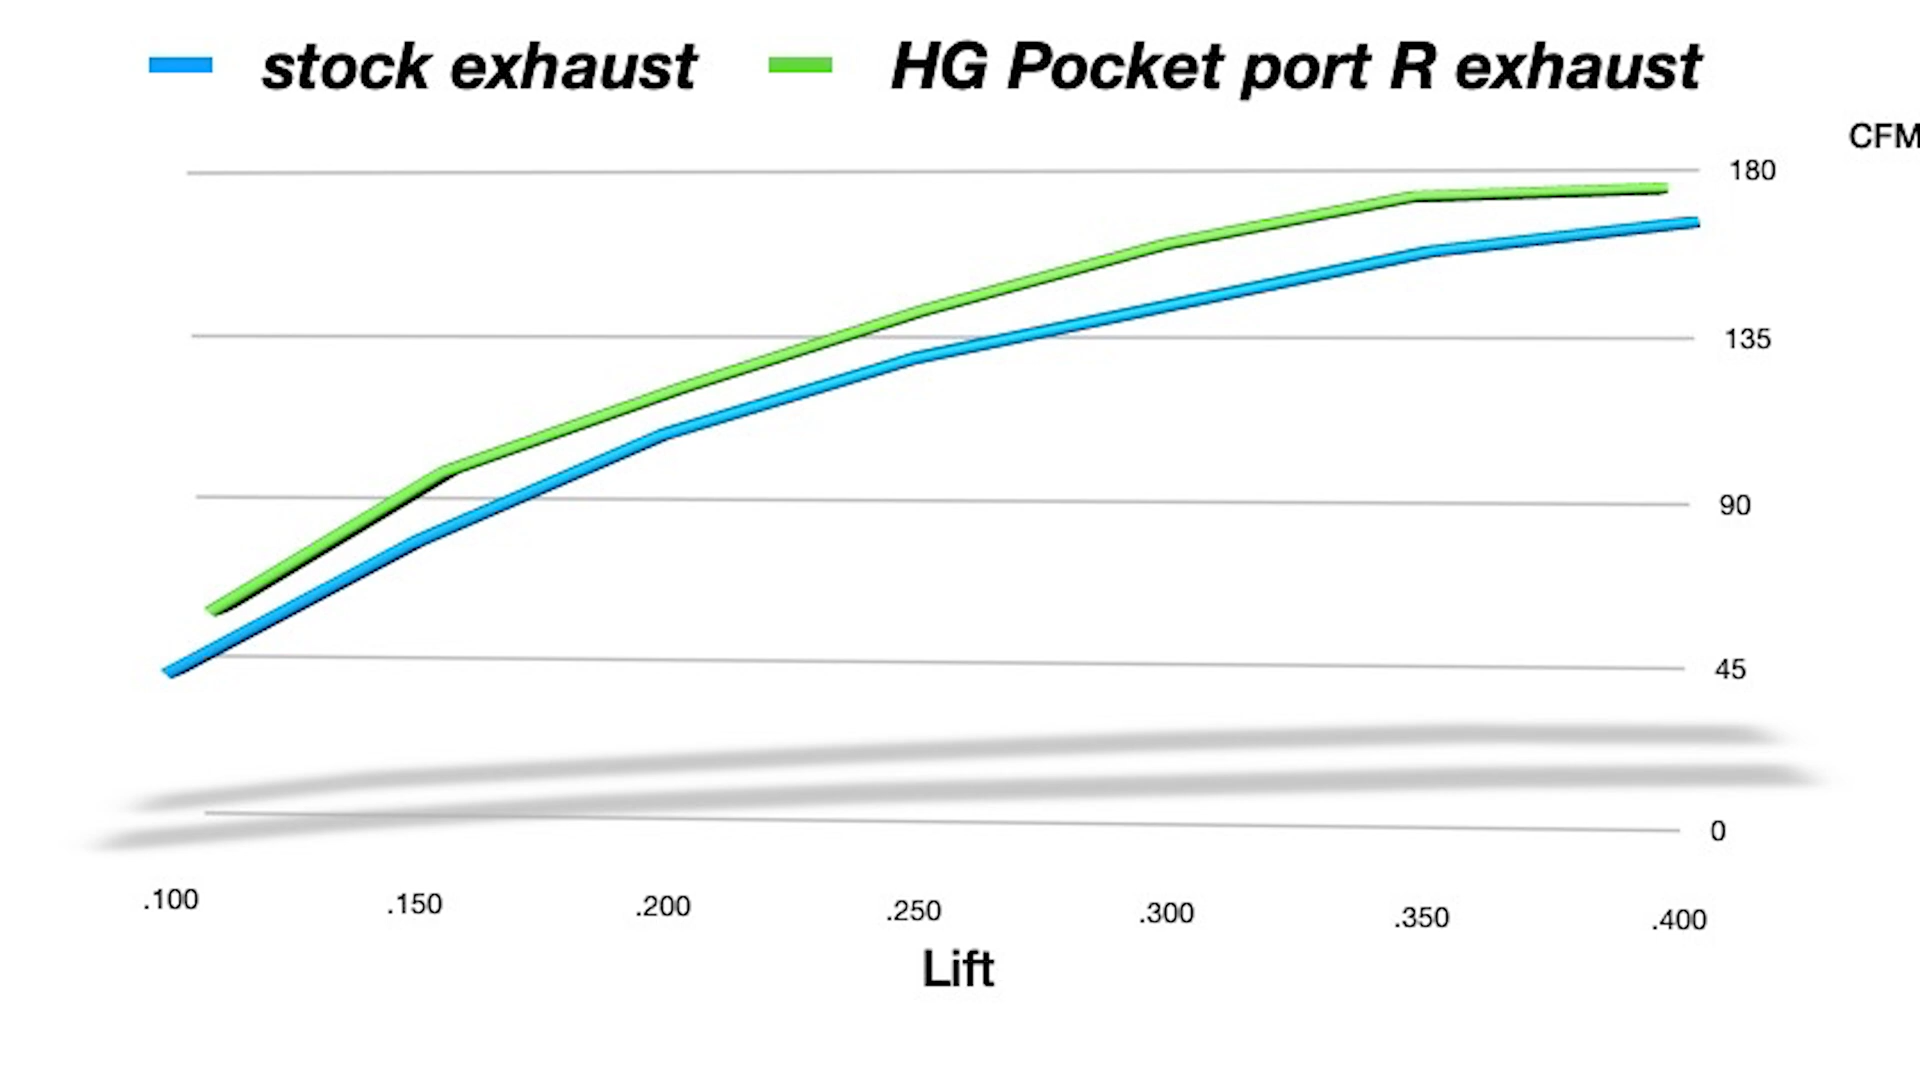 stock exhaust HG Pocket port R exhaust
CFM
180
135
90
45
0
.100 .150 .200 .250 .300 .350 .400
Lift